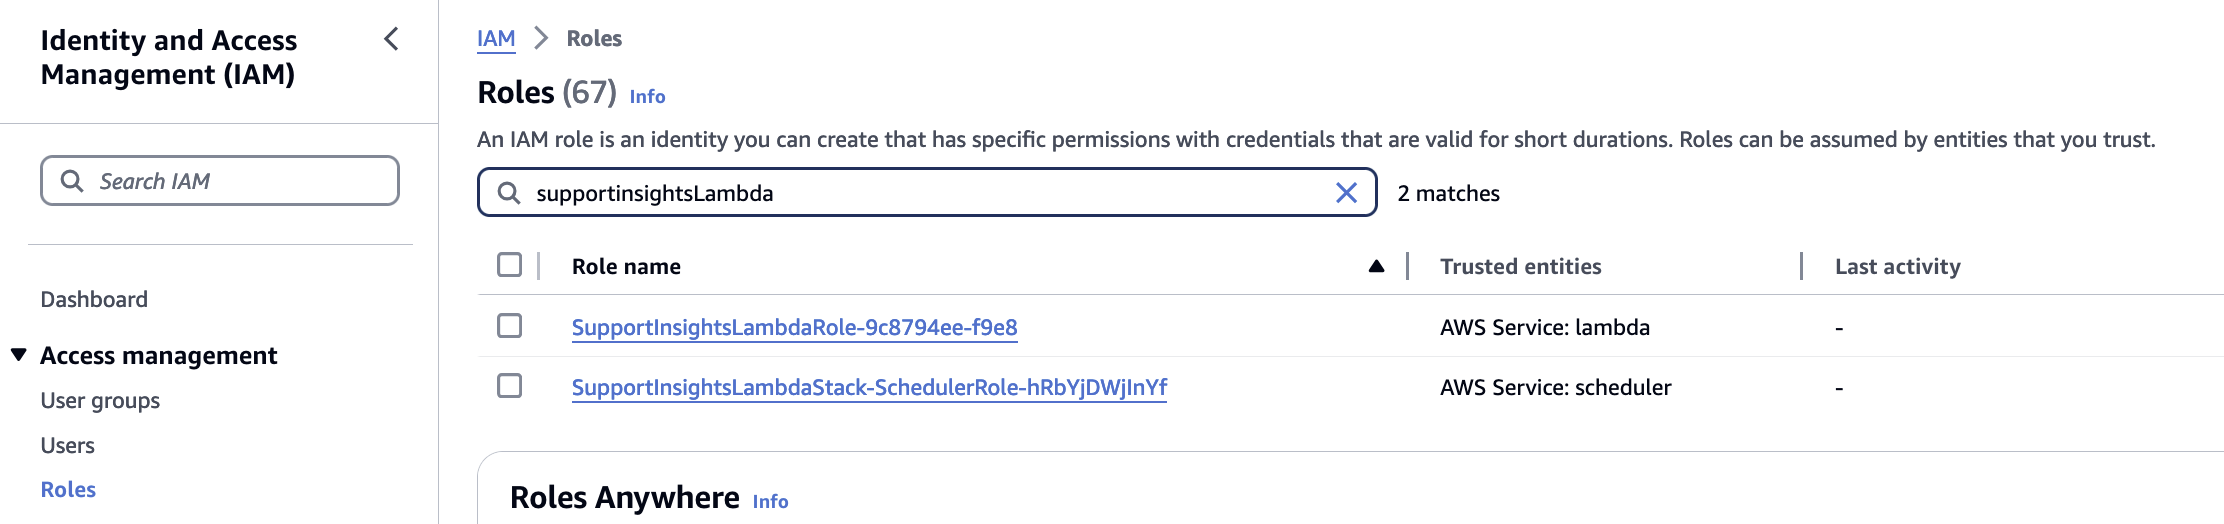 Identity and Access
Management (IAM)
Search IAM
Dashboard
Access management
User groups
Users
Roles
IAM > Roles
Roles (67) Info
An IAM role is an identity you can create that has specific permissions with credentials that are valid for short durations. Roles can be assumed by entities that you trust.
supportinsightsLambda 2 matches
Role name Trusted entities Last activity
SupportInsightsLambdaRole-9c8794ee-f9e8 AWS Service: lambda -
SupportInsightsLambdaStack-SchedulerRole-hRbYjDWjInYf AWS Service: scheduler -
Roles Anywhere Info